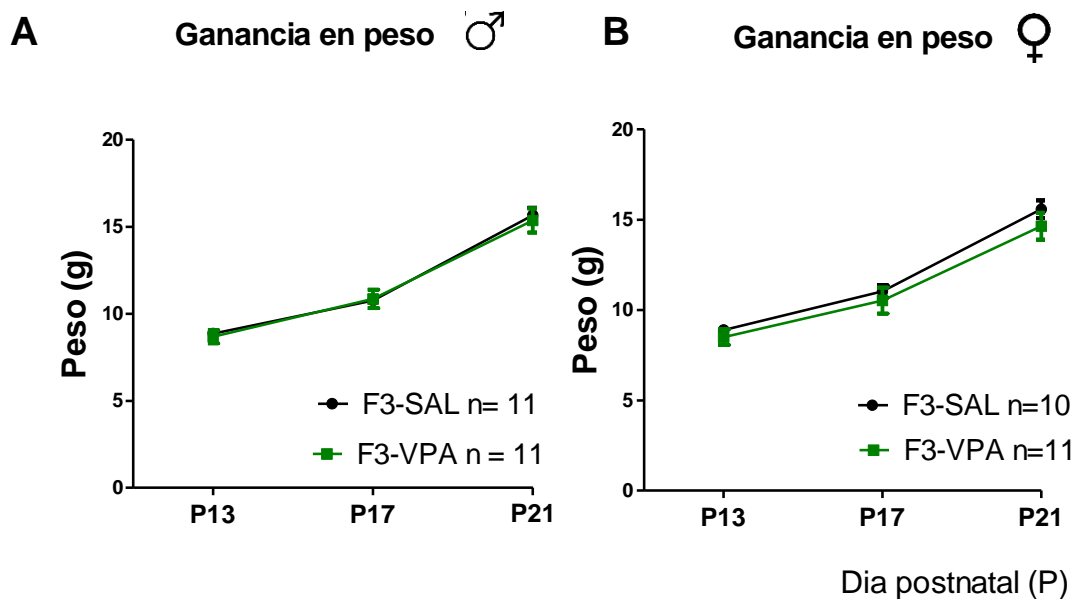 A
Ganancia en peso ♂
Peso (g)
20
15
10
5
0
F3-SAL n= 11
F3-VPA n = 11
P13
P17
P21
B
Ganancia en peso ♀
Peso (g)
20
15
10
5
0
F3-SAL n=10
F3-VPA n=11
P13
P17
P21
Dia postnatal (P)